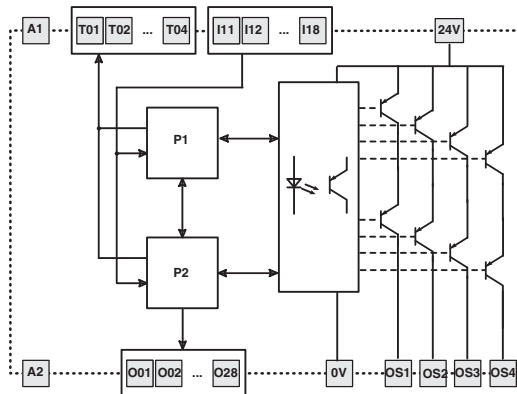 A1 T01 T02 ... T04 I11 I12 ... I18 24V
P1
P2
A2 O01 O02 ... O28 0V OS1 OS2 OS3 OS4